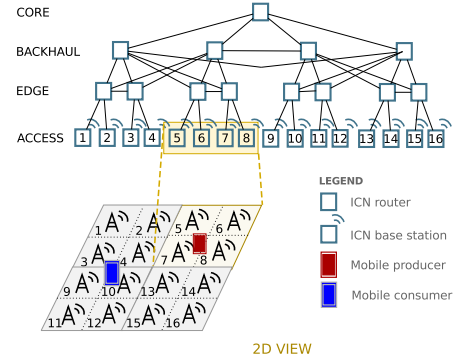 CORE
BACKHAUL
EDGE
ACCESS
1 2 3 4 5 6 7 8 9 10 11 12 13 14 15 16
LEGEND
ICN router
ICN base station
Mobile producer
Mobile consumer
1 2 5 6
3 4 7 8
9 10 13 14
11 12 15 16
2D VIEW